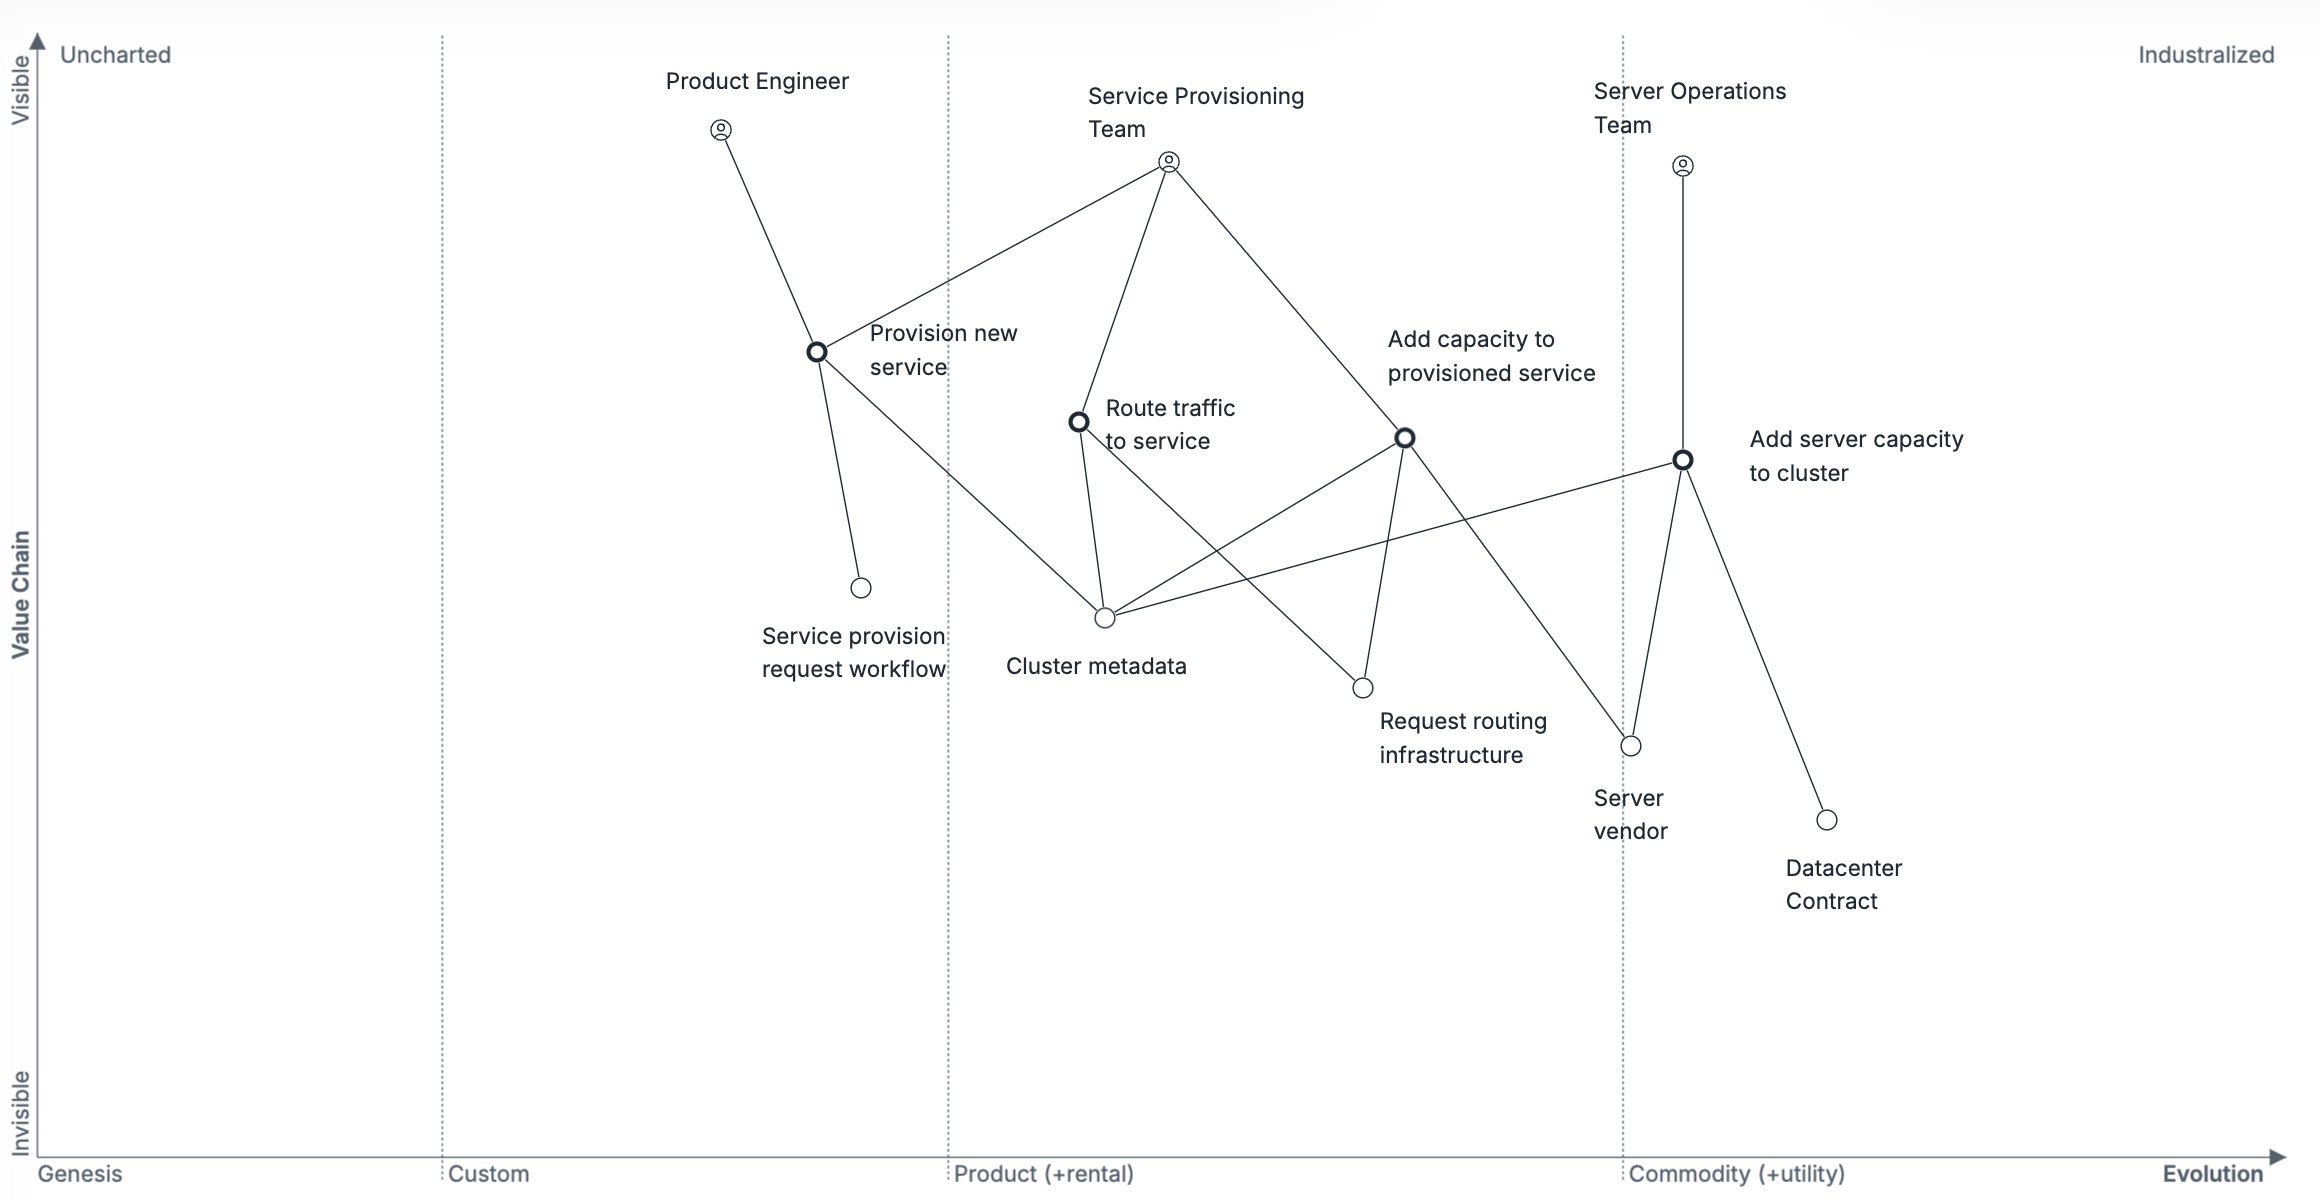 Visible
Uncharted
Industralized
Product Engineer
Service Provisioning
Team
Server Operations
Team
Provision new
service
Add capacity to
provisioned service
Route traffic
to service
Add server capacity
to cluster
Value Chain
Service provision
request workflow
Cluster metadata
Request routing
infrastructure
Server
vendor
Datacenter
Contract
Invisible
Genesis
Custom
Product (+rental)
Commodity (+utility)
Evolution